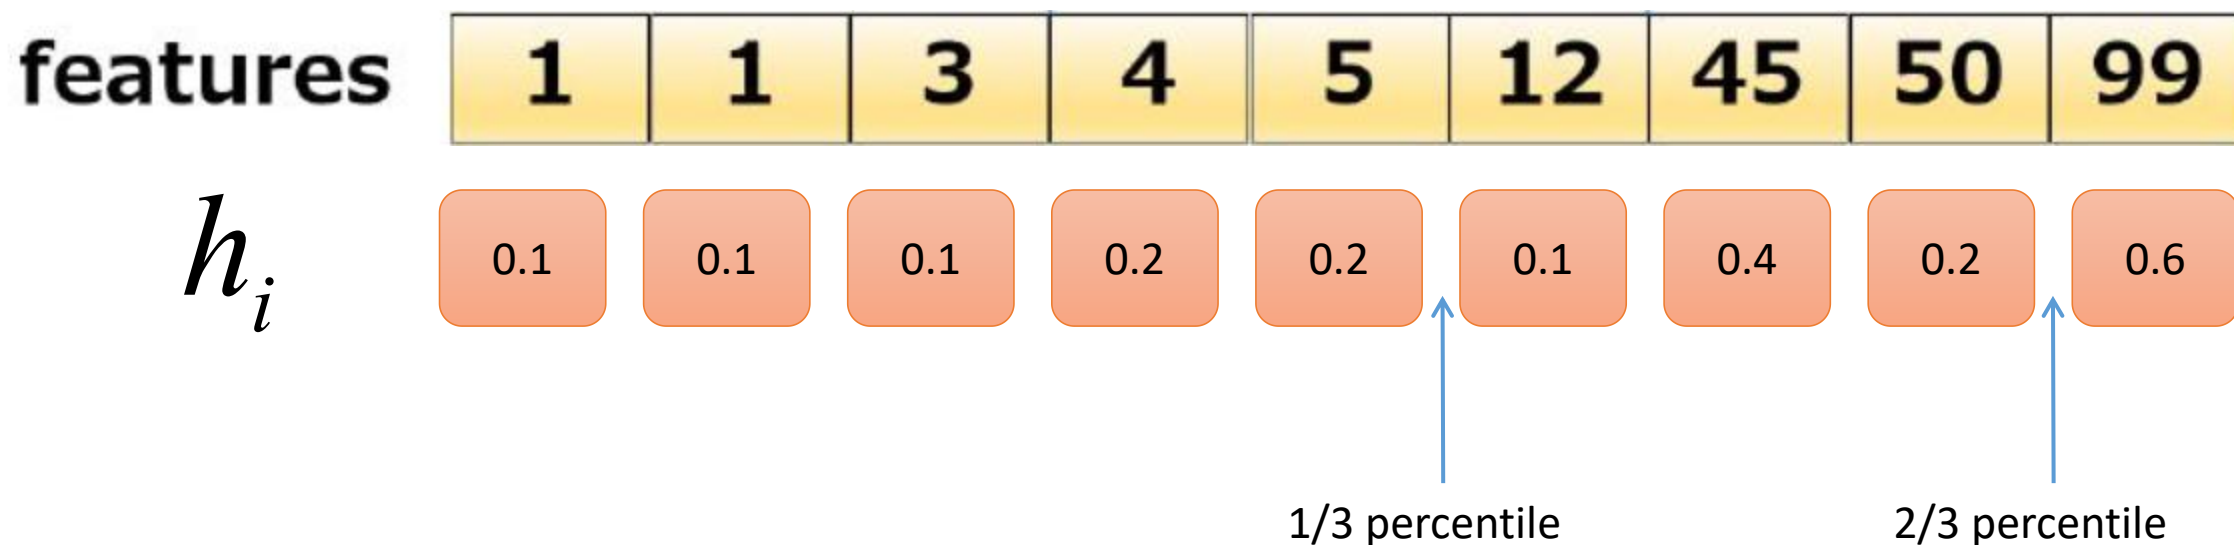 features 1 1 3 4 5 12 45 50 99
hi 0.1 0.1 0.1 0.2 0.2 0.1 0.4 0.2 0.6
1/3 percentile 2/3 percentile